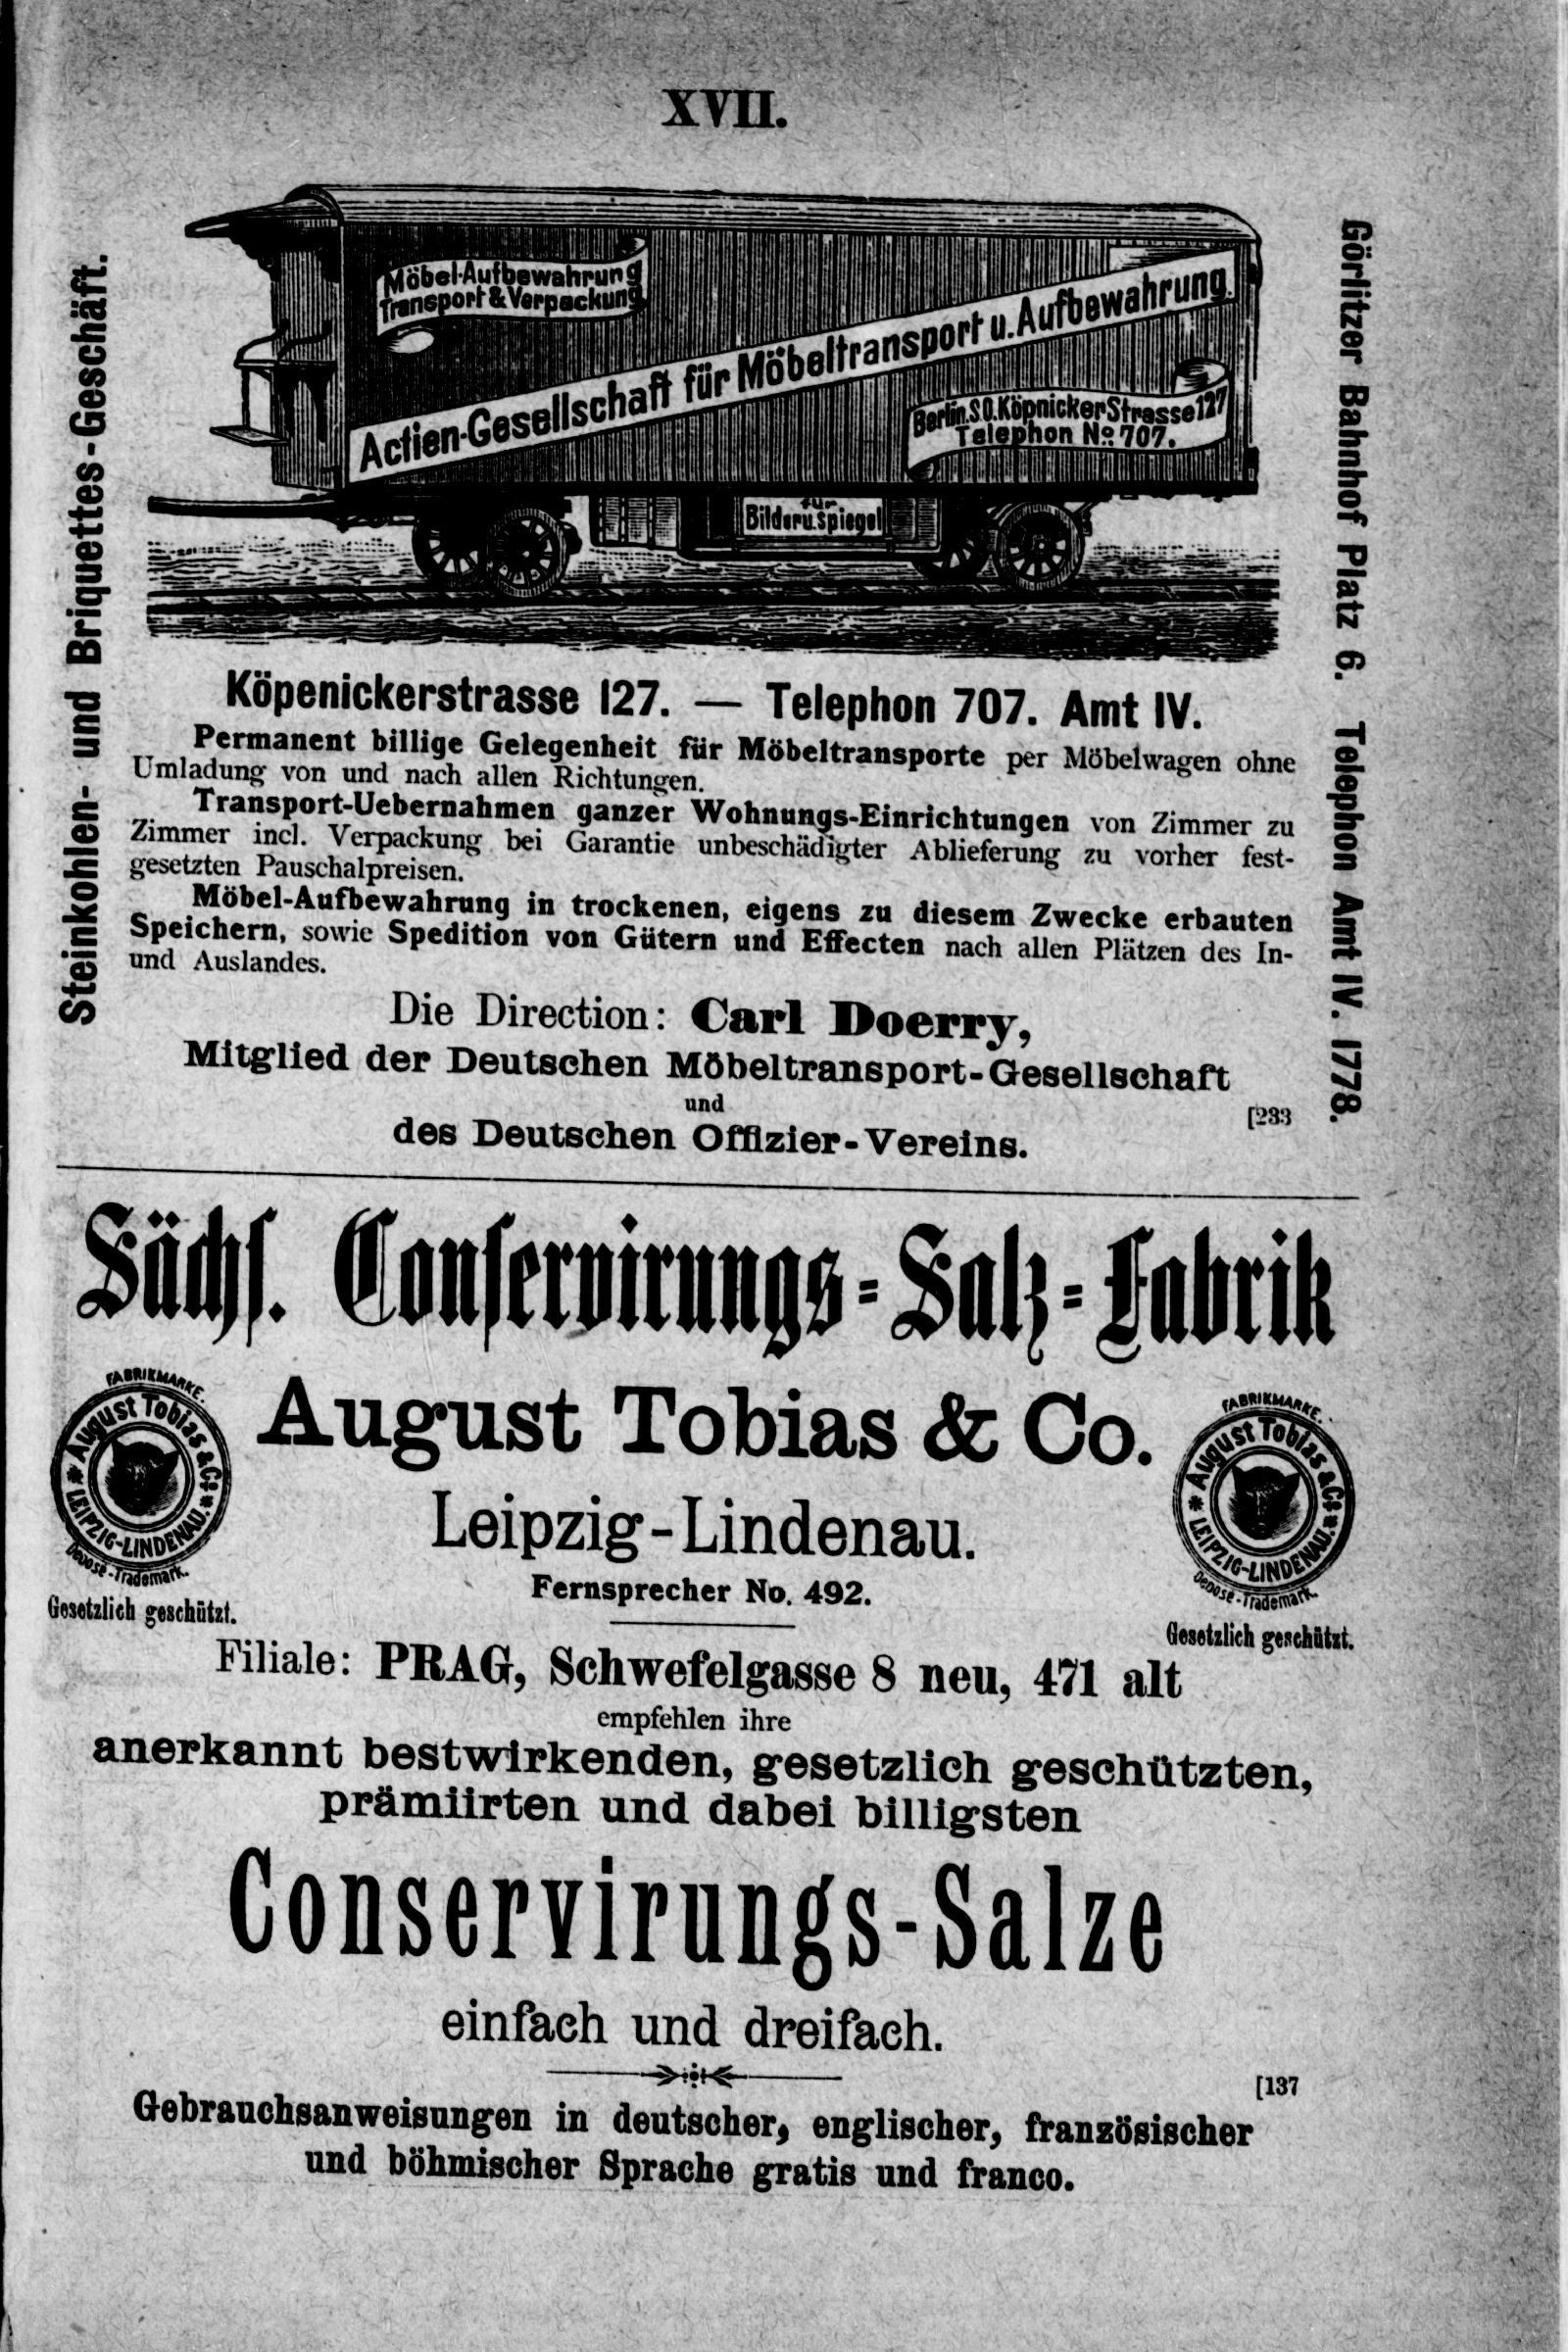 XVII.
Steinkohlen- und Briquettes-Geschäft.
Möbel-Aufbewahrung
Transport & Verpackung
Actien-Gesellschaft für Möbeltransport u. Aufbewahrung.
Berlin.S.O.Köpnicker Strasse 127
Telephon No 707.
für
Bilder u. Spiegel
Görlitzer Bahnhof Platz 6. Telephon Amt IV. 1778.
Köpenickerstrasse 127. — Telephon 707. Amt IV.
Permanent billige Gelegenheit für Möbeltransporte per Möbelwagen ohne
Umladung von und nach allen Richtungen.
Transport-Uebernahmen ganzer Wohnungs-Einrichtungen von Zimmer zu
Zimmer incl. Verpackung bei Garantie unbeschädigter Ablieferung zu vorher fest-
gesetzten Pauschalpreisen.
Möbel-Aufbewahrung in trockenen, eigens zu diesem Zwecke erbauten
Speichern, sowie Spedition von Gütern und Effecten nach allen Plätzen des In-
und Auslandes.
Die Direction: Carl Doerry,
Mitglied der Deutschen Möbeltransport-Gesellschaft
und
des Deutschen Offizier-Vereins.
[233
Sächs. Conservirungs-Salz-Fabrik
FABRIKMARKE.
August Tobias & Co
LEIPZIG-LINDENAU.
Depose-Trademark.
Gesetzlich geschützt.
August Tobias & Co.
Leipzig-Lindenau.
Fernsprecher No. 492.
FABRIKMARKE.
August Tobias & Co
LEIPZIG-LINDENAU.
Depose-Trademark.
Gesetzlich geschützt.
Filiale: PRAG, Schwefelgasse 8 neu, 471 alt
empfehlen ihre
anerkannt bestwirkenden, gesetzlich geschützten,
prämiirten und dabei billigsten
Conservirungs-Salze
einfach und dreifach.
[137
Gebrauchsanweisungen in deutscher, englischer, französischer
und böhmischer Sprache gratis und franco.